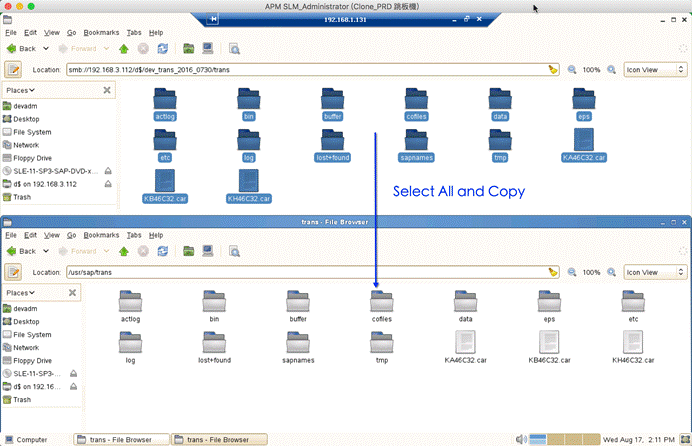 APM SLM_Administrator (Clone_PRD 跳板機)
192.168.1.131
File Edit View Go Bookmarks Tabs Help
Back Forward
Location: smb://192.168.3.112/d$/dev_trans_2016_0730/trans 100% Icon View
Places
devadm
Desktop
File System
Network
Floppy Drive
SLE-11-SP3-SAP-DVD-x...
d$ on 192.168.3.112
Trash
actlog bin buffer cofiles data eps
etc log lost+found sapnames tmp KA46C32.car
KB46C32.car KH46C32.car
Select All and Copy
trans - File Browser
File Edit View Go Bookmarks Tabs Help
Back Forward
Location: /usr/sap/trans 100% Icon View
Places
devadm
Desktop
File System
Network
Floppy Drive
SLE-11-SP3-...
d$ on 192.16...
Trash
actlog bin buffer cofiles data eps etc
log lost+found sapnames tmp KA46C32.car KB46C32.car KH46C32.car
Computer trans - File Browser trans - File Browser Wed Aug 17, 2:11 PM